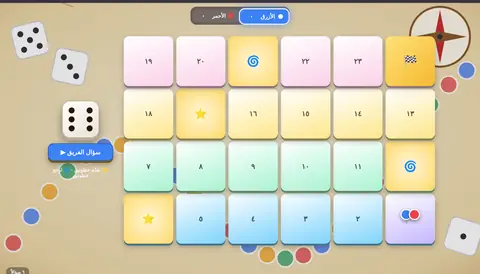 الأزرق ٠ الأحمر ٠
١٩ ٢٠ ٢٢ ٢٣
١٨ ١٦ ١٥ ١٤ ١٣
سؤال الفريق ▶
٧ ٨ ٩ ١٠ ١١
٥ ٤ ٣ ٢